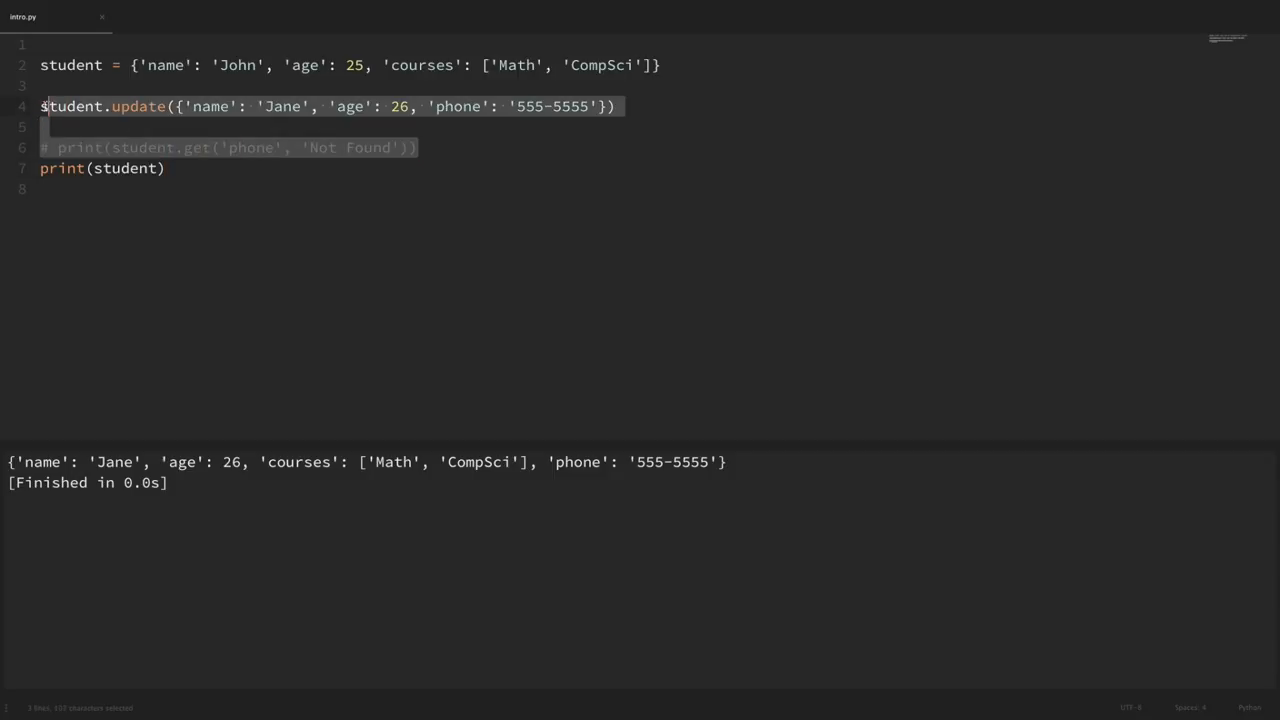 intro.py ×
1
2 student = {'name': 'John', 'age': 25, 'courses': ['Math', 'CompSci']}
3
4 student.update({'name': 'Jane', 'age': 26, 'phone': '555-5555'})
5
6 # print(student.get('phone', 'Not Found'))
7 print(student)
8
{'name': 'Jane', 'age': 26, 'courses': ['Math', 'CompSci'], 'phone': '555-5555'}
[Finished in 0.0s]
3 lines, characters selected UTF-8 Spaces: 4 Python